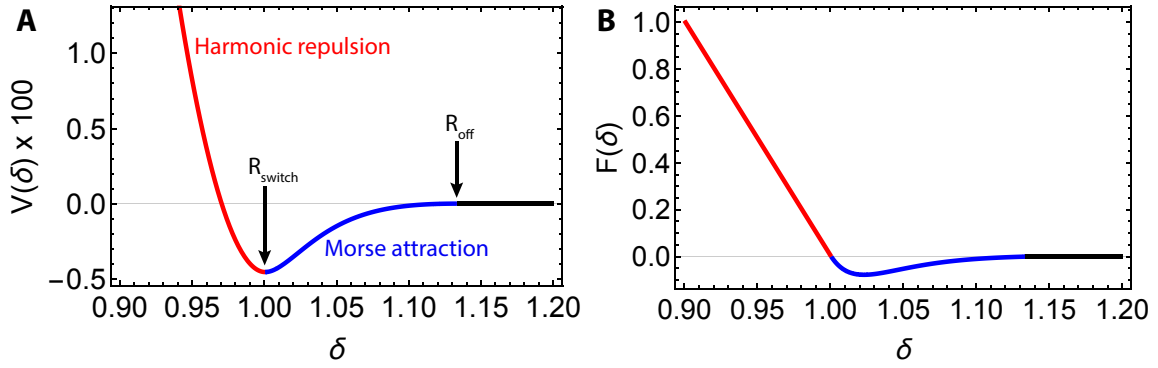 A
Harmonic repulsion
R_switch
R_off
Morse attraction
V(δ) x 100
1.0
0.5
0.0
−0.5
0.90 0.95 1.00 1.05 1.10 1.15 1.20
δ
B
F(δ)
1.0
0.8
0.6
0.4
0.2
0.0
0.90 0.95 1.00 1.05 1.10 1.15 1.20
δ